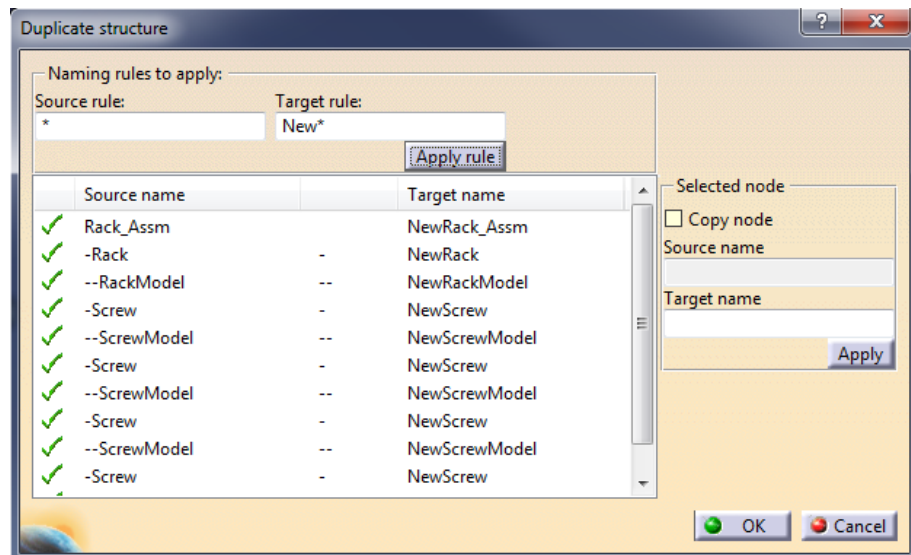 Duplicate structure
Naming rules to apply:
Source rule: Target rule:
* New*
Apply rule
Source name Target name
Rack_Assm NewRack_Assm
-Rack - NewRack
--RackModel -- NewRackModel
-Screw - NewScrew
--ScrewModel -- NewScrewModel
-Screw - NewScrew
--ScrewModel -- NewScrewModel
-Screw - NewScrew
--ScrewModel -- NewScrewModel
-Screw - NewScrew
Selected node
Copy node
Source name
Target name
Apply
OK Cancel